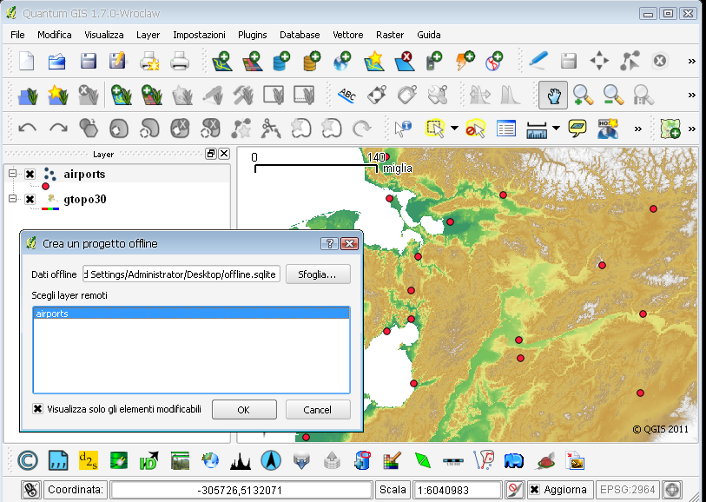 Quantum GIS 1.7.0-Wroclaw
File Modifica Visualizza Layer Impostazioni Plugins Database Vettore Raster Guida
ABC
Layer
airports
gtopo30
0 140
miglia
Crea un progetto offline
Dati offline d Settings/Administrator/Desktop/offline.sqlite Sfoglia...
Scegli layer remoti
airports
Visualizza solo gli elementi modificabili OK Cancel
© QGIS 2011
Coordinata: -305726,5132071 Scala 1:6040983 Aggiorna EPSG:2964